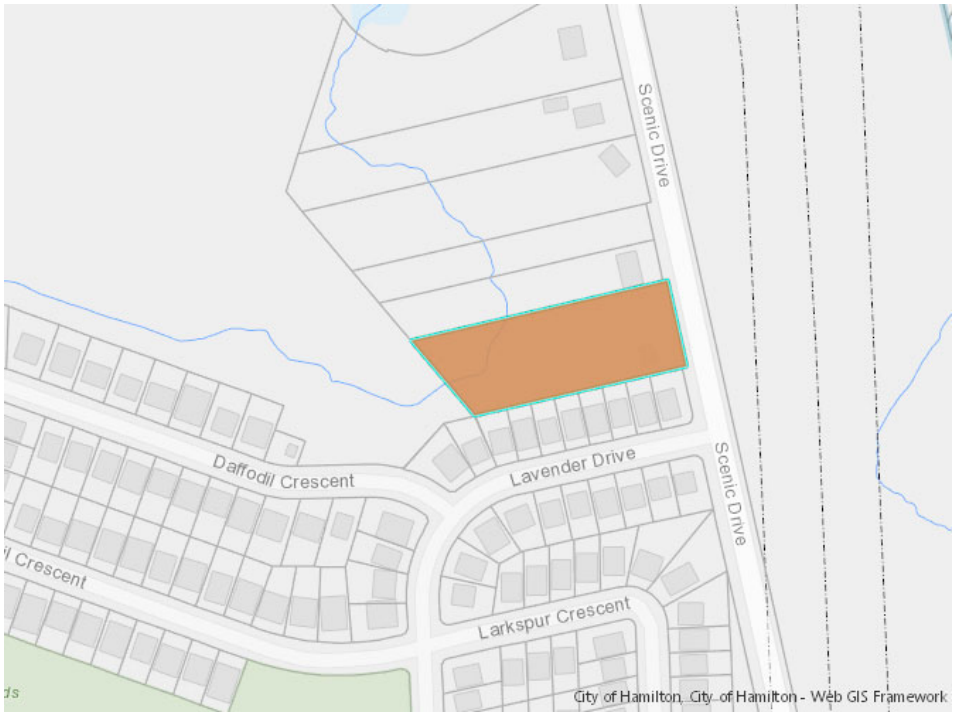 Scenic Drive
Daffodil Crescent
Lavender Drive
Scenic Drive
Crescent
Larkspur Crescent
ds
City of Hamilton, City of Hamilton - Web GIS Framework